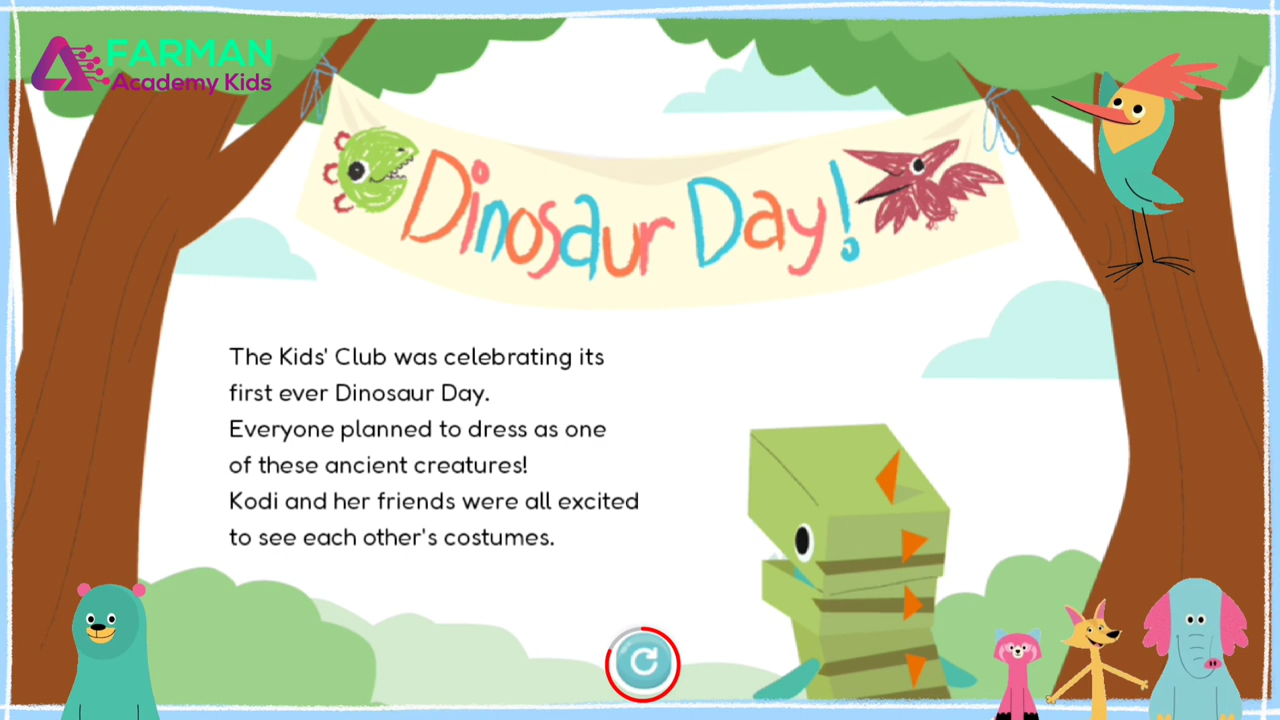 FARMAN
Academy Kids
Dinosaur Day!
The Kids' Club was celebrating its
first ever Dinosaur Day.
Everyone planned to dress as one
of these ancient creatures!
Kodi and her friends were all excited
to see each other's costumes.